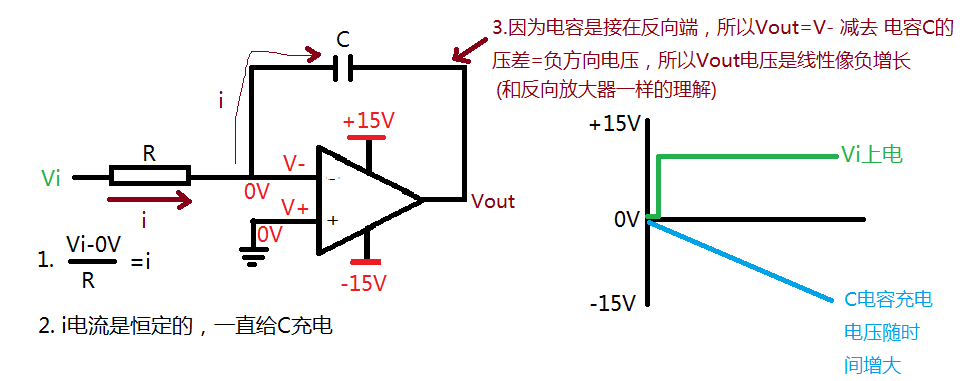 3.因为电容是接在反向端，所以Vout=V- 减去 电容C的
压差=负方向电压，所以Vout电压是线性像负增长
(和反向放大器一样的理解)
C
i
+15V
R
V-
-
Vi
0V
i
V+
+
0V
Vout
-15V
1. Vi-0V
R
=i
2. i电流是恒定的，一直给C充电
+15V
Vi上电
0V
-15V
C电容充电
电压随时
间增大